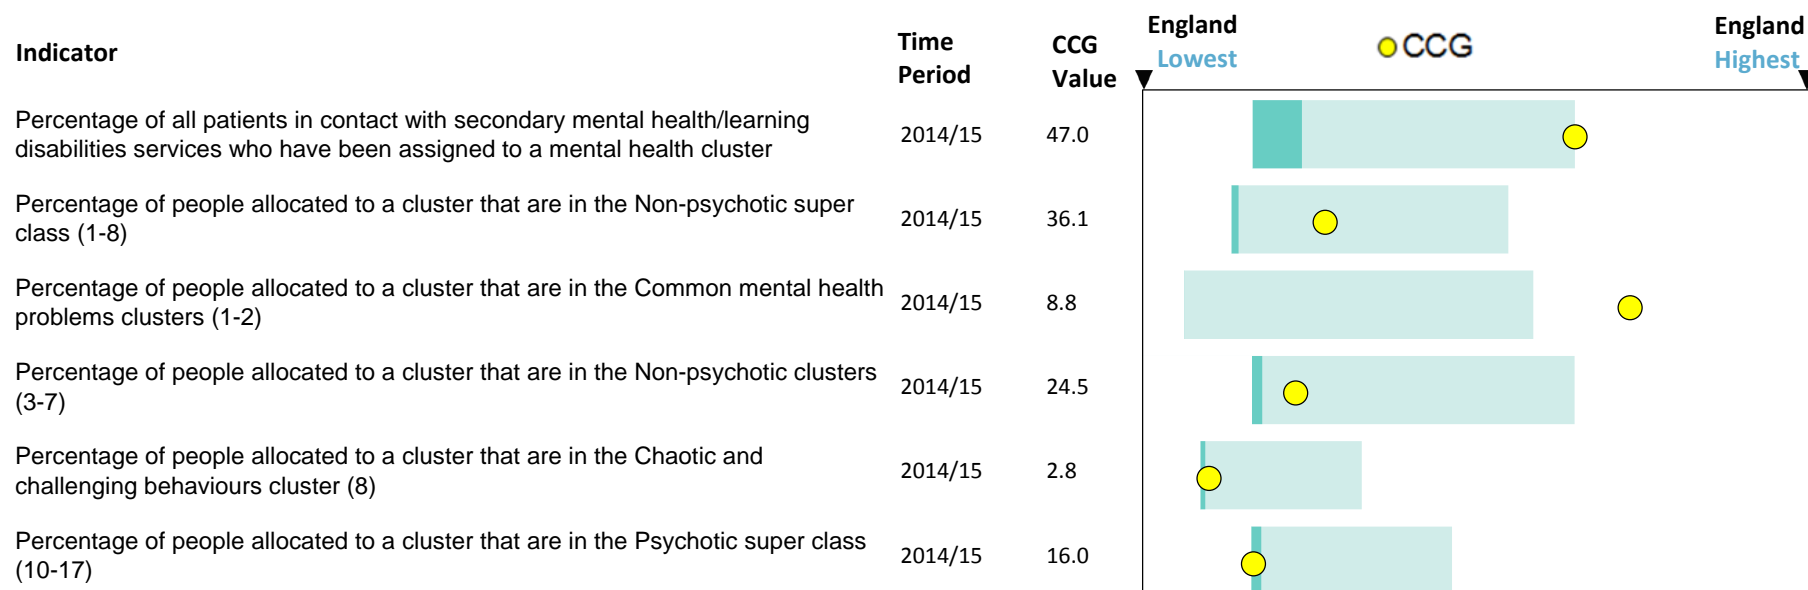 Indicator
Time
Period
CCG
Value
England
Lowest
CCG
England
Highest
Percentage of all patients in contact with secondary mental health/learning
disabilities services who have been assigned to a mental health cluster
2014/15
47.0
Percentage of people allocated to a cluster that are in the Non-psychotic super
class (1-8)
2014/15
36.1
Percentage of people allocated to a cluster that are in the Common mental health
problems clusters (1-2)
2014/15
8.8
Percentage of people allocated to a cluster that are in the Non-psychotic clusters
(3-7)
2014/15
24.5
Percentage of people allocated to a cluster that are in the Chaotic and
challenging behaviours cluster (8)
2014/15
2.8
Percentage of people allocated to a cluster that are in the Psychotic super class
(10-17)
2014/15
16.0